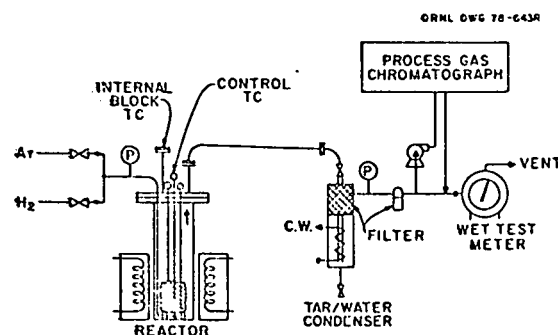 ORNL DWG 78-643R
PROCESS GAS
CHROMATOGRAPH
INTERNAL
BLOCK
TC
CONTROL
TC
P
P
Ar
H2
VENT
C.W.
FILTER
WET TEST
METER
REACTOR
TAR/WATER
CONDENSER